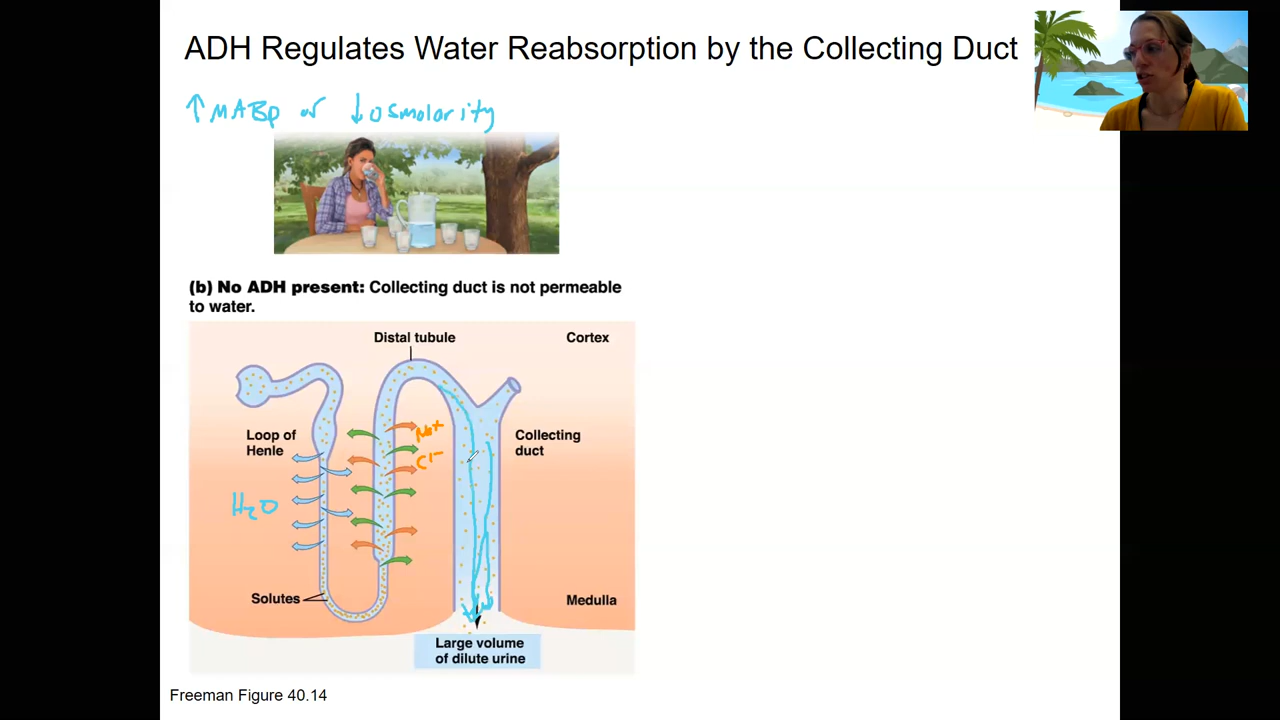 ADH Regulates Water Reabsorption by the Collecting Duct
↑ MABp or ↓ osmolarity
(b) No ADH present: Collecting duct is not permeable
to water.
Distal tubule
Cortex
Na+
Loop of
Henle
Collecting
duct
Cl-
H2O
Solutes
Medulla
Large volume
of dilute urine
Freeman Figure 40.14